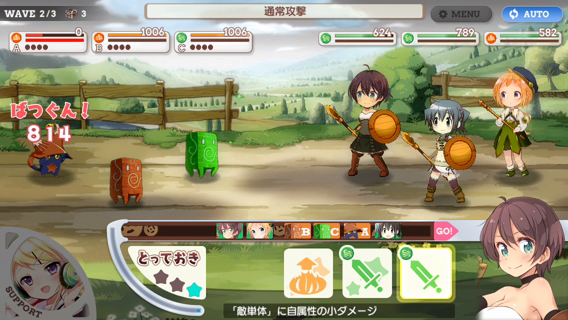 WAVE 2/3 3
通常攻撃
MENU
AUTO
0
1006
1006
A
B
C
624
789
582
ばつぐん!
814
B C A
GO!
とっておき
SUPPORT
「敵単体」に自属性の小ダメージ